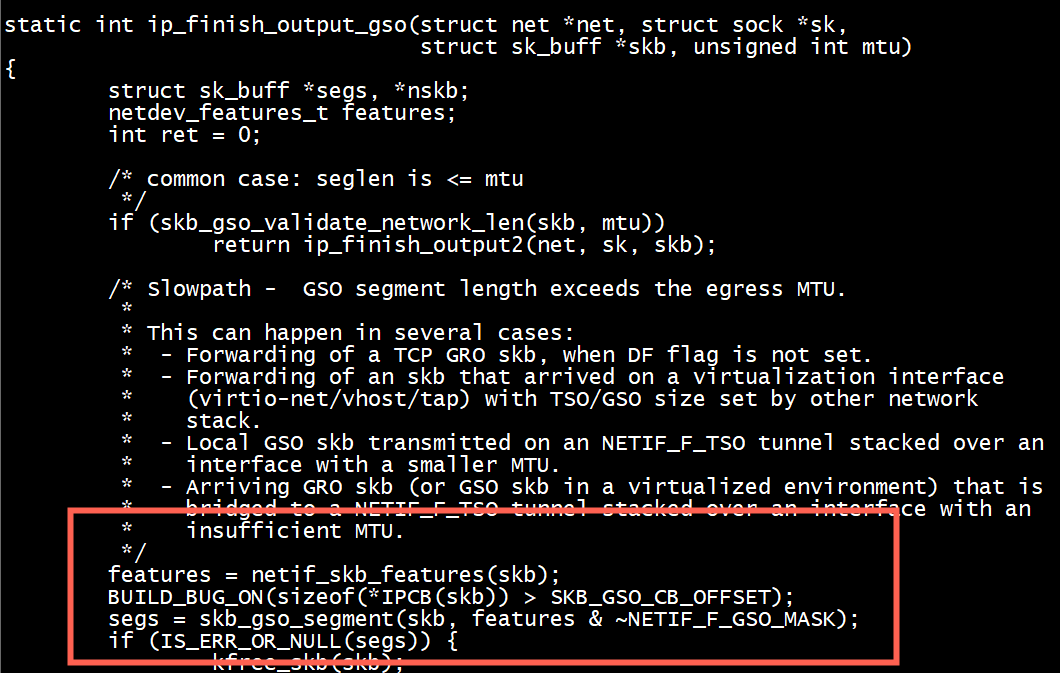 static int ip_finish_output_gso(struct net *net, struct sock *sk,
                                struct sk_buff *skb, unsigned int mtu)
{
        struct sk_buff *segs, *nskb;
        netdev_features_t features;
        int ret = 0;

        /* common case: seglen is <= mtu
         */
        if (skb_gso_validate_network_len(skb, mtu))
                return ip_finish_output2(net, sk, skb);

        /* Slowpath -  GSO segment length exceeds the egress MTU.
         *
         * This can happen in several cases:
         *  - Forwarding of a TCP GRO skb, when DF flag is not set.
         *  - Forwarding of an skb that arrived on a virtualization interface
         *    (virtio-net/vhost/tap) with TSO/GSO size set by other network
         *    stack.
         *  - Local GSO skb transmitted on an NETIF_F_TSO tunnel stacked over an
         *    interface with a smaller MTU.
         *  - Arriving GRO skb (or GSO skb in a virtualized environment) that is
         *    bridged to a NETIF_F_TSO tunnel stacked over an interface with an
         *    insufficient MTU.
         */
        features = netif_skb_features(skb);
        BUILD_BUG_ON(sizeof(*IPCB(skb)) > SKB_GSO_CB_OFFSET);
        segs = skb_gso_segment(skb, features & ~NETIF_F_GSO_MASK);
        if (IS_ERR_OR_NULL(segs)) {
                kfree_skb(skb);